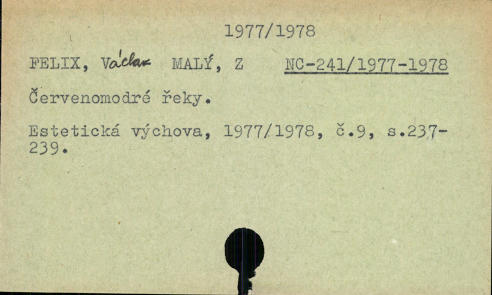 1977/1978
FELIX, Václav MALÝ, Z NC-241/1977-1978
Červenomodré řeky.
Estetická výchova, 1977/1978, č.9, s.237-
239.